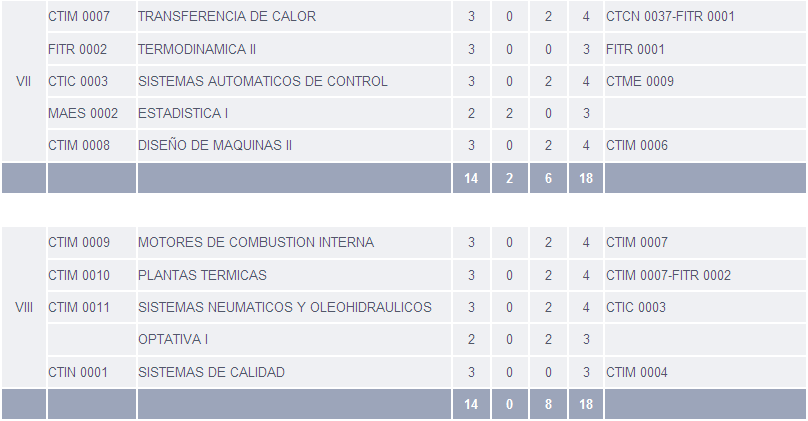 CTIM 0007 TRANSFERENCIA DE CALOR 3 0 2 4 CTCN 0037-FITR 0001
FITR 0002 TERMODINAMICA II 3 0 0 3 FITR 0001
VII CTIC 0003 SISTEMAS AUTOMATICOS DE CONTROL 3 0 2 4 CTME 0009
MAES 0002 ESTADISTICA I 2 2 0 3
CTIM 0008 DISEÑO DE MAQUINAS II 3 0 2 4 CTIM 0006
14 2 6 18
CTIM 0009 MOTORES DE COMBUSTION INTERNA 3 0 2 4 CTIM 0007
CTIM 0010 PLANTAS TERMICAS 3 0 2 4 CTIM 0007-FITR 0002
VIII CTIM 0011 SISTEMAS NEUMATICOS Y OLEOHIDRAULICOS 3 0 2 4 CTIC 0003
OPTATIVA I 2 0 2 3
CTIN 0001 SISTEMAS DE CALIDAD 3 0 0 3 CTIM 0004
14 0 8 18